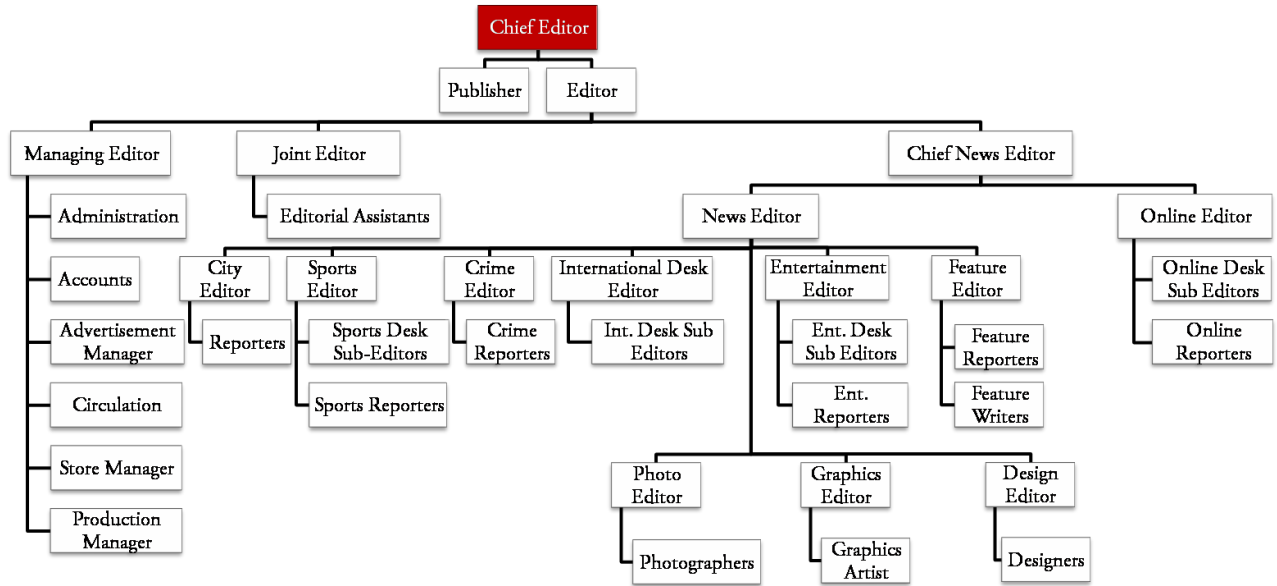 Chief Editor
Publisher
Editor
Managing Editor
Joint Editor
Chief News Editor
Administration
Editorial Assistants
News Editor
Online Editor
Accounts
City
Editor
Sports
Editor
Crime
Editor
International Desk
Editor
Entertainment
Editor
Feature
Editor
Online Desk
Sub Editors
Advertisement
Manager
Reporters
Sports Desk
Sub-Editors
Crime
Reporters
Int. Desk Sub
Editors
Ent. Desk
Sub Editors
Feature
Reporters
Online
Reporters
Circulation
Sports Reporters
Ent.
Reporters
Feature
Writers
Store Manager
Photo
Editor
Graphics
Editor
Design
Editor
Production
Manager
Photographers
Graphics
Artist
Designers